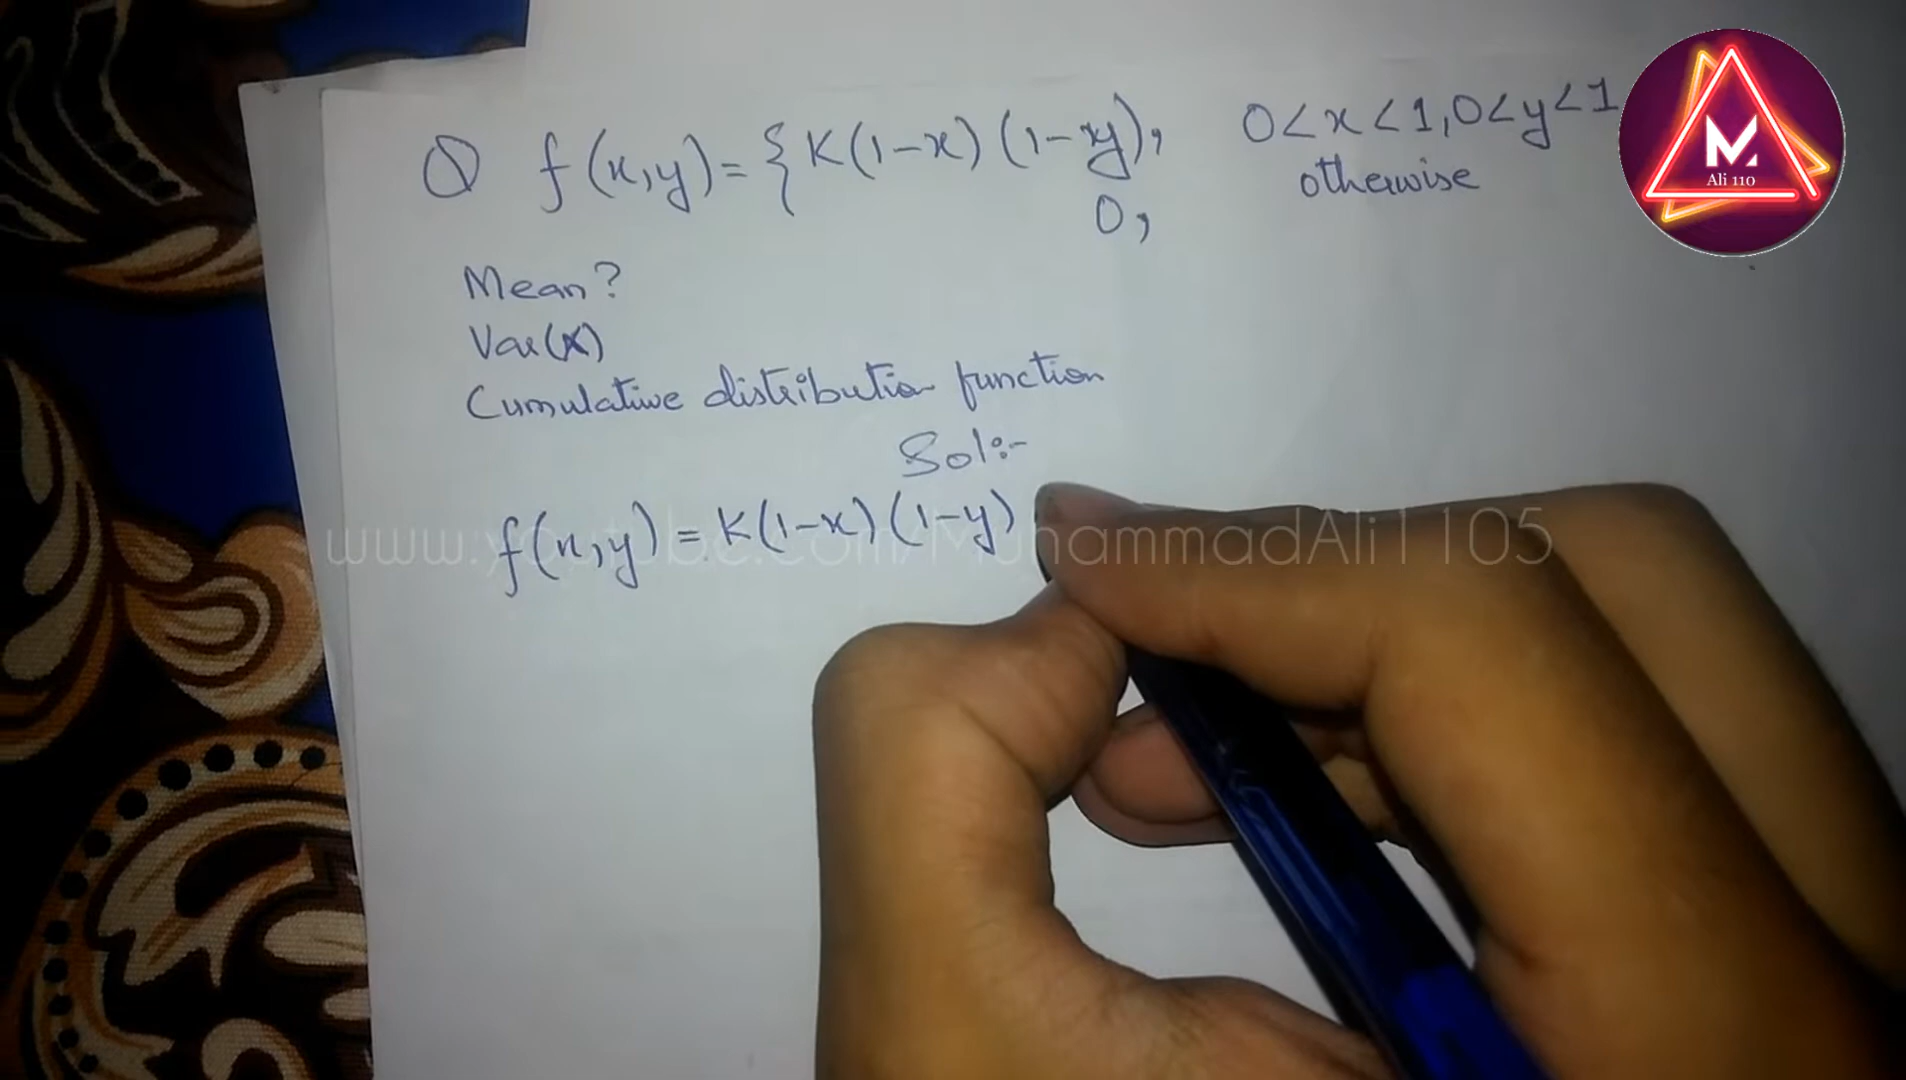 Q f(x,y) = { K(1-x)(1-xy), 0<x<1, 0<y<1
0, otherwise
Mean?
Var(X)
Cumulative distribution function
Sol:-
f(x,y) = K(1-x)(1-y)
www.youtube.com/MuhammadAli1105
M.
Ali 110